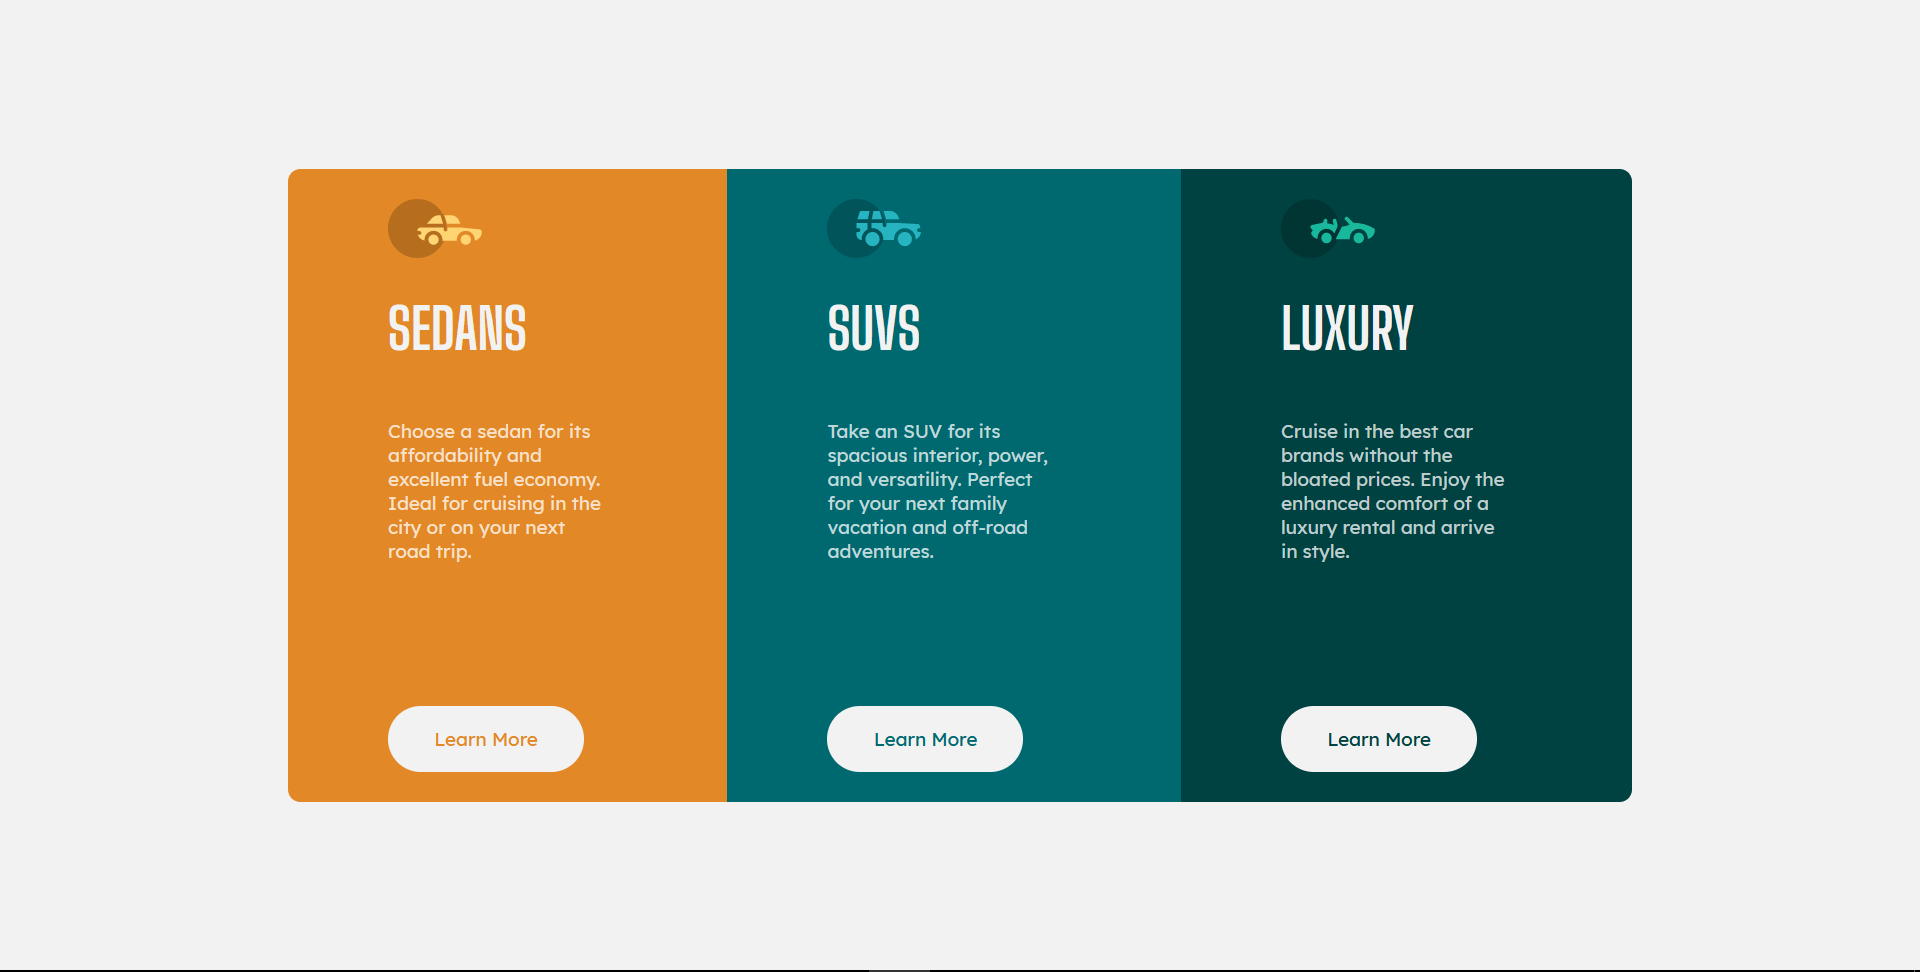 SEDANS
Choose a sedan for its
affordability and
excellent fuel economy.
Ideal for cruising in the
city or on your next
road trip.
Learn More
SUVS
Take an SUV for its
spacious interior, power,
and versatility. Perfect
for your next family
vacation and off-road
adventures.
Learn More
LUXURY
Cruise in the best car
brands without the
bloated prices. Enjoy the
enhanced comfort of a
luxury rental and arrive
in style.
Learn More